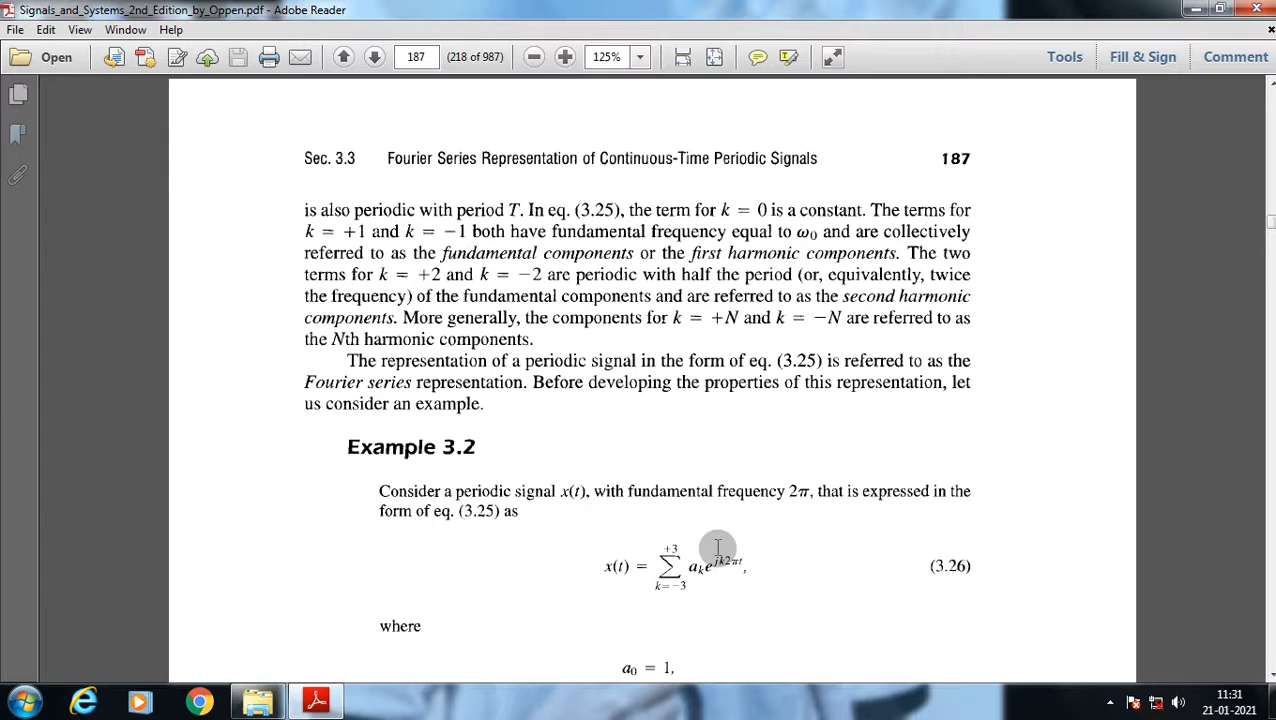 Signals_and_Systems_2nd_Edition_by_Oppen.pdf - Adobe Reader
File Edit View Window Help
Open 187 (218 of 987) 125% Tools Fill & Sign Comment
Sec. 3.3 Fourier Series Representation of Continuous-Time Periodic Signals 187
is also periodic with period T. In eq. (3.25), the term for k = 0 is a constant. The terms for
k = +1 and k = −1 both have fundamental frequency equal to ω₀ and are collectively
referred to as the fundamental components or the first harmonic components. The two
terms for k = +2 and k = −2 are periodic with half the period (or, equivalently, twice
the frequency) of the fundamental components and are referred to as the second harmonic
components. More generally, the components for k = +N and k = −N are referred to as
the Nth harmonic components.
The representation of a periodic signal in the form of eq. (3.25) is referred to as the
Fourier series representation. Before developing the properties of this representation, let
us consider an example.
Example 3.2
Consider a periodic signal x(t), with fundamental frequency 2π, that is expressed in the
form of eq. (3.25) as
+3
x(t) = ∑ aₖe^{jk2πt}, (3.26)
k=−3
where
a₀ = 1,
11:31
21-01-2021